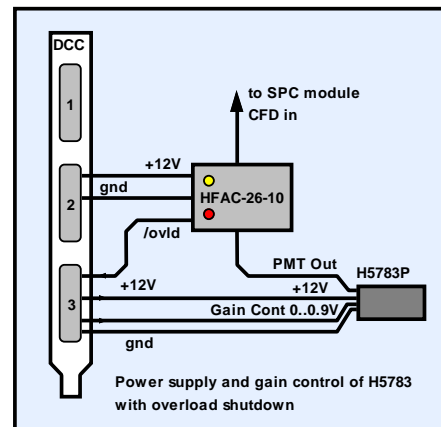 DCC
to SPC module
CFD in
1
+12V
gnd
HFAC-26-10
2
/ovld
PMT Out
H5783P
+12V
+12V
3
Gain Cont 0..0.9V
gnd
Power supply and gain control of H5783
with overload shutdown